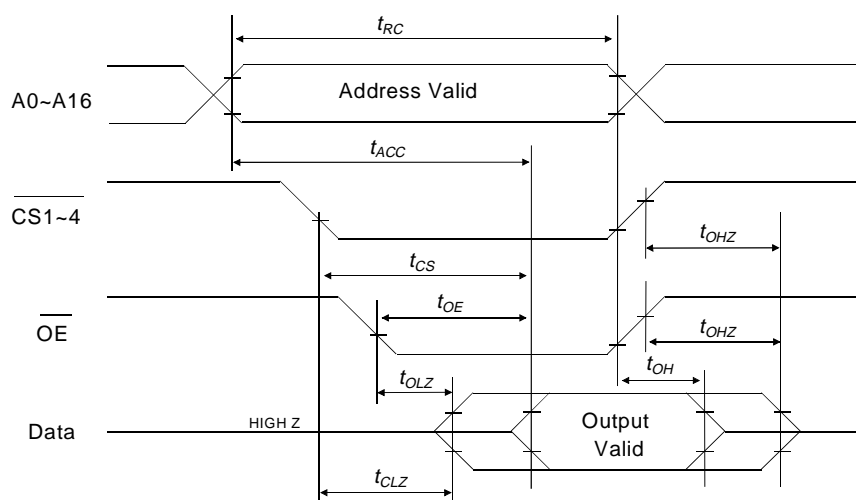 tRC
A0~A16
Address Valid
tACC
CS1~4
tOHZ
tCS
tOE
OE
tOHZ
tOH
tOLZ
Data
HIGH Z
Output
Valid
tCLZ